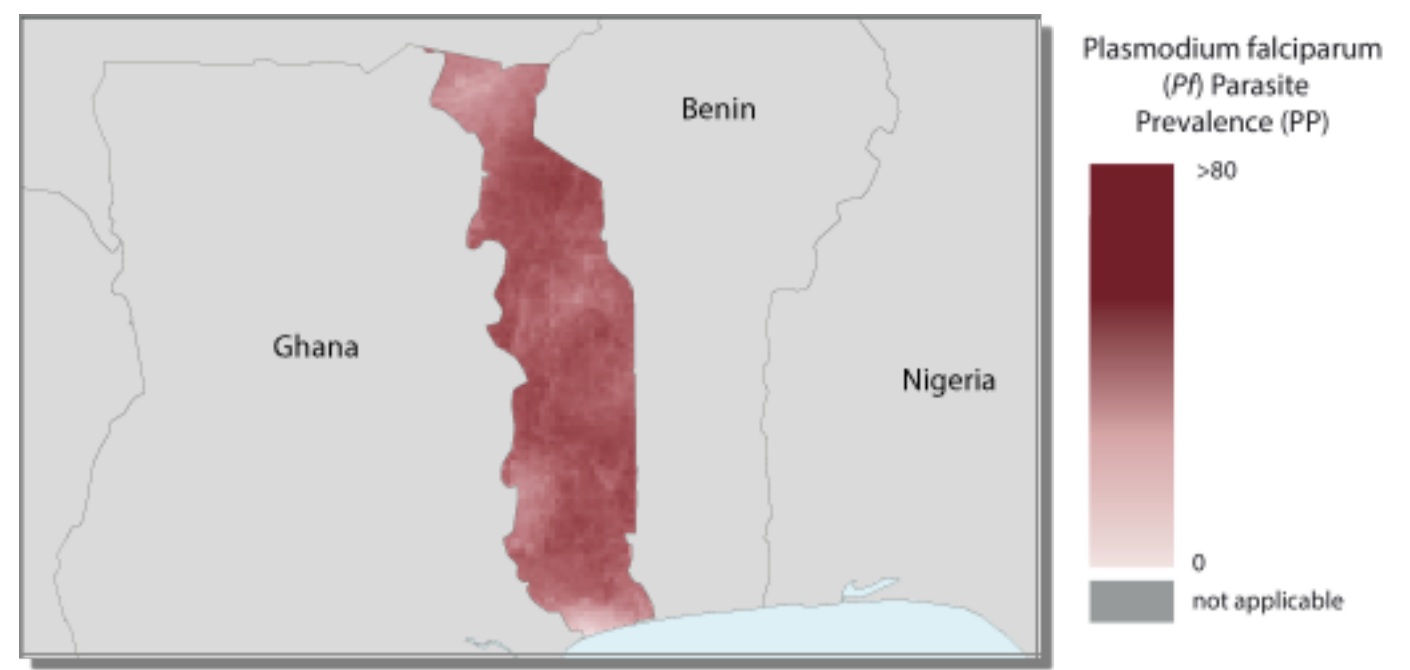 Benin
Ghana
Nigeria
Plasmodium falciparum
(Pf) Parasite
Prevalence (PP)
>80
0
not applicable